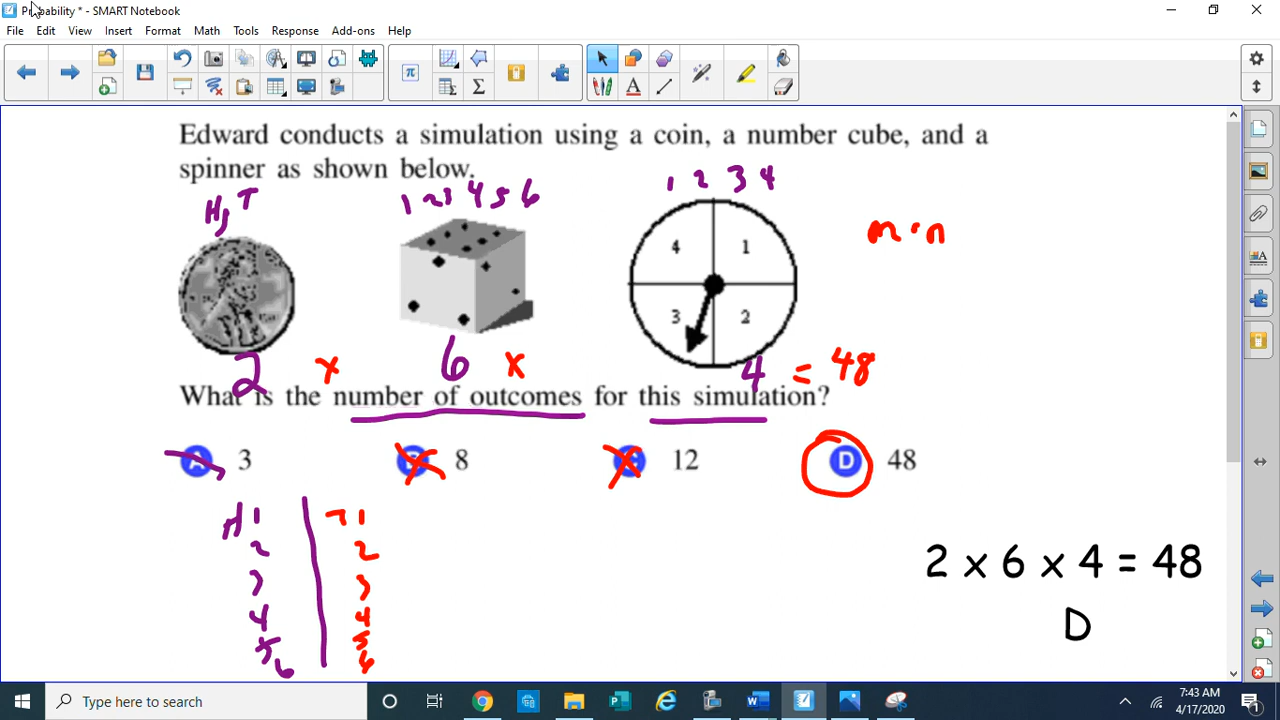 Probability * - SMART Notebook
File Edit View Insert Format Math Tools Response Add-ons Help
Edward conducts a simulation using a coin, a number cube, and a
spinner as shown below.
H, T
1 2 3 4 5 6
1 2 3 4
m · n
4 1
3 2
2 x 6 x 4 = 48
What is the number of outcomes for this simulation?
A 3 B 8 C 12 D 48
H 1 T 1
2 2
3 3
4 4
5 5
6 6
2 x 6 x 4 = 48
D
Type here to search
7:43 AM
4/17/2020